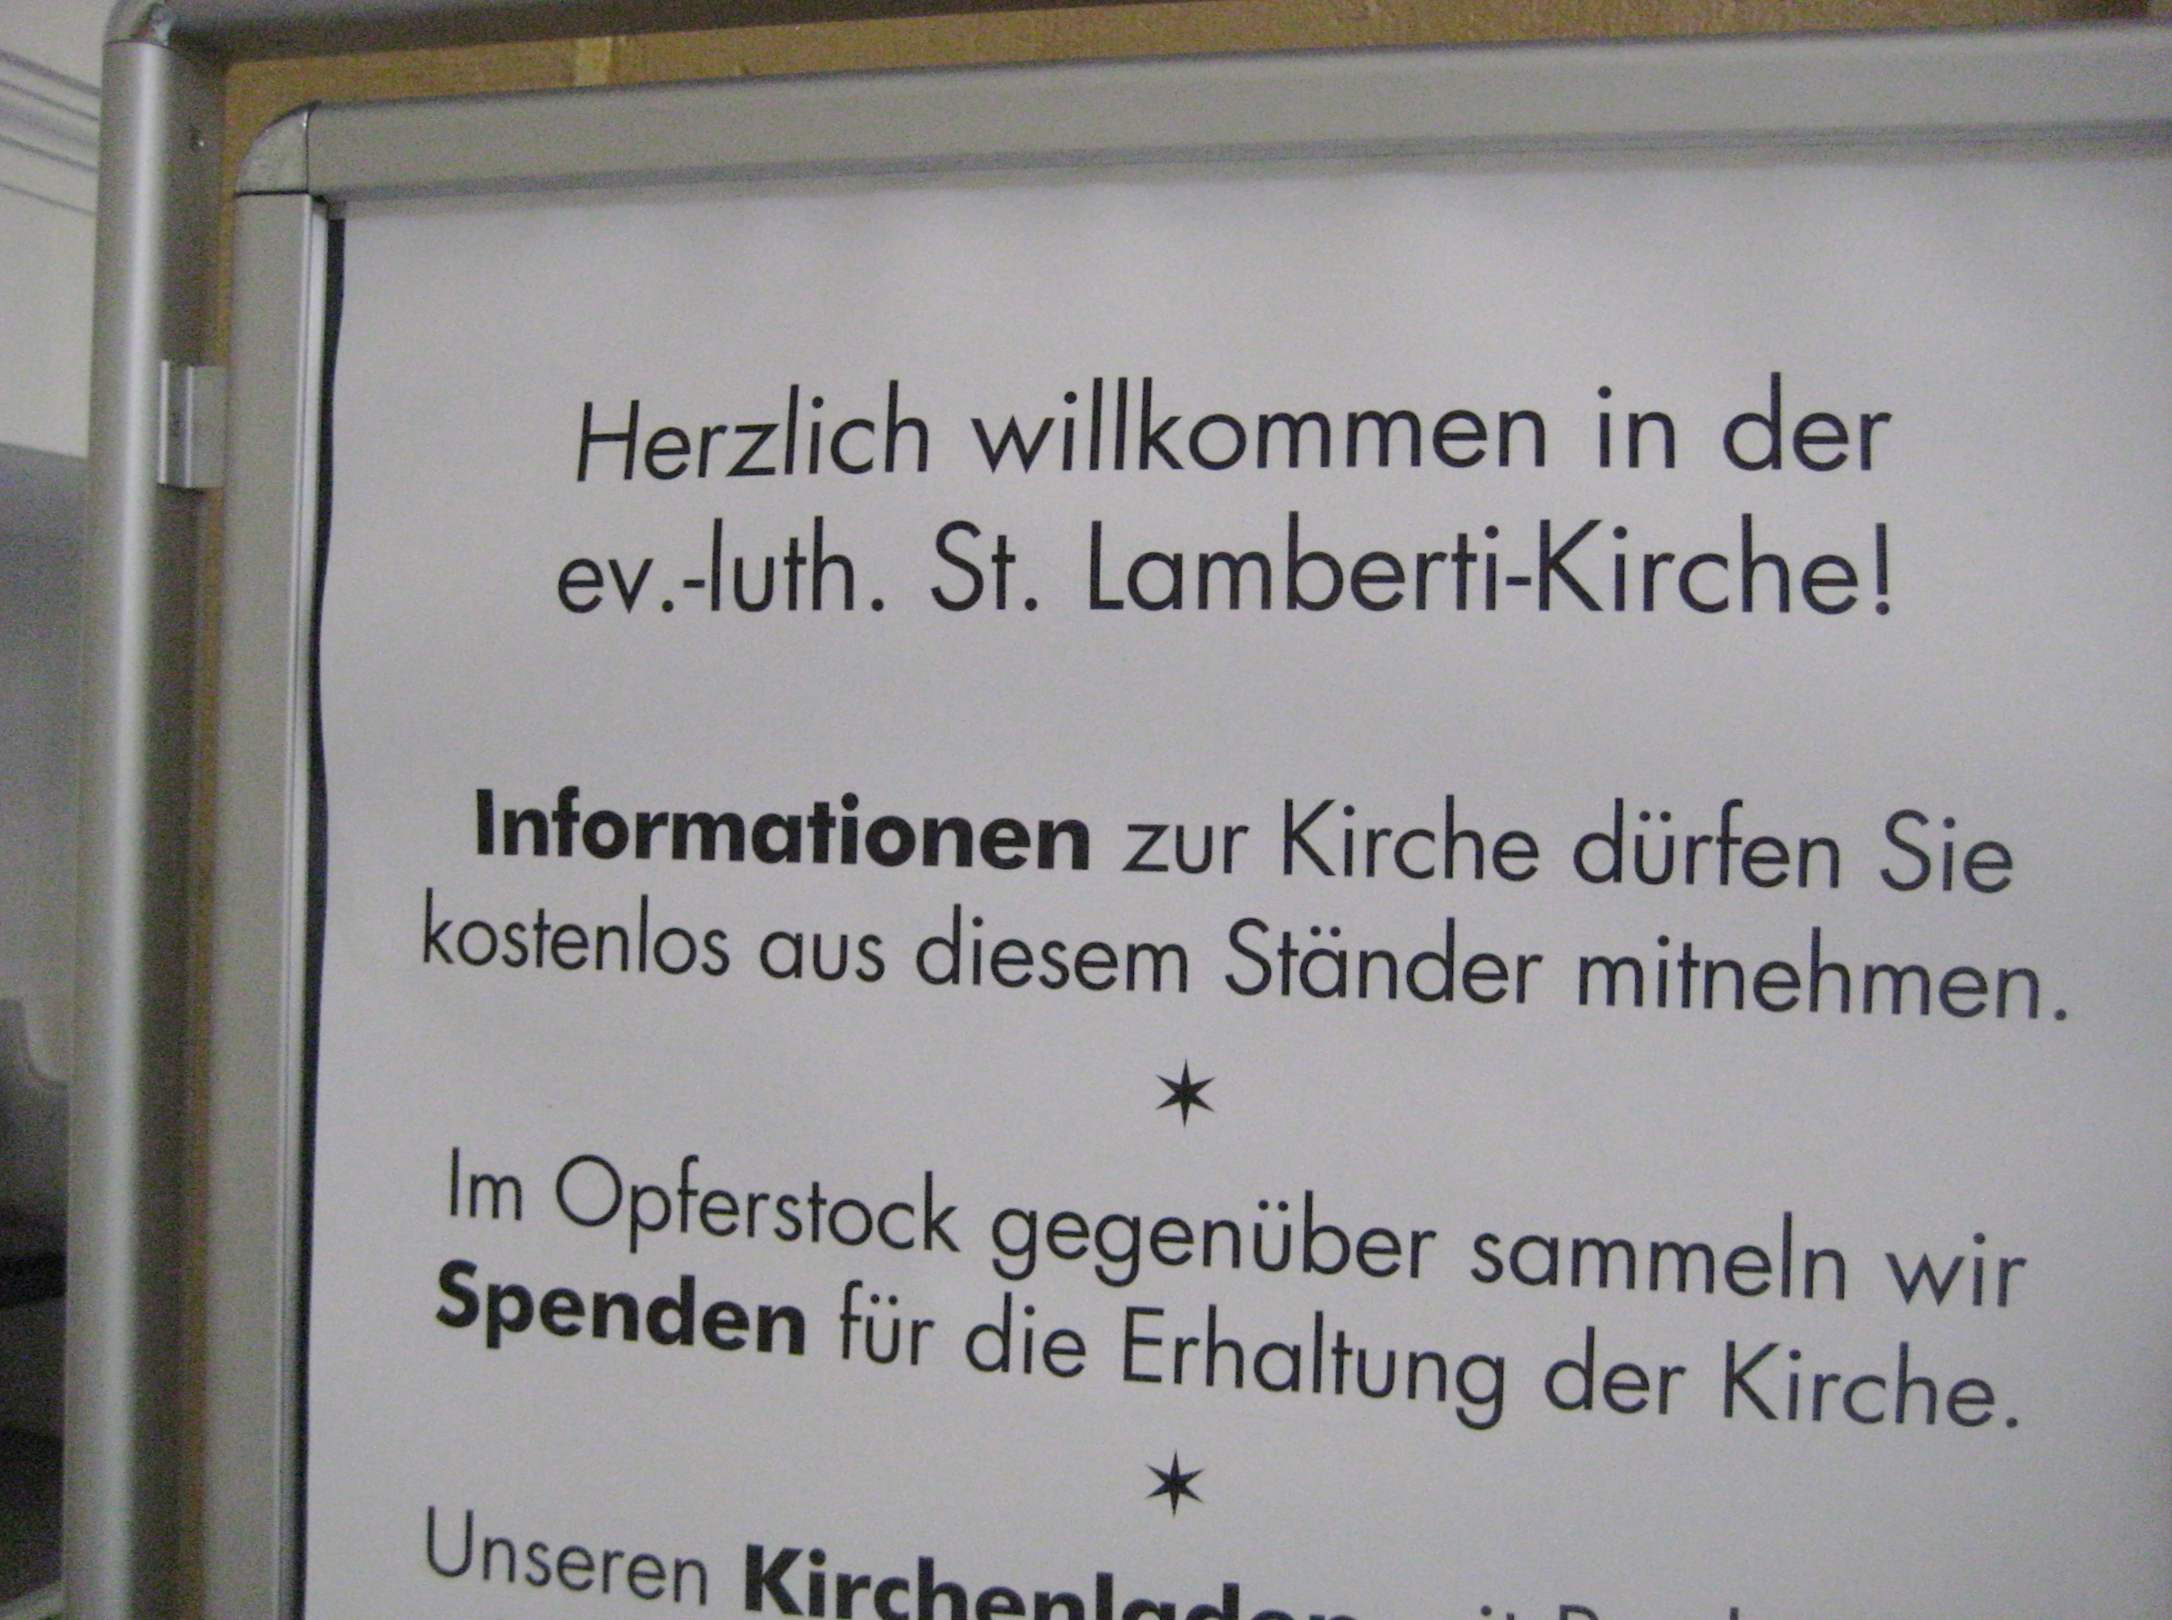 Herzlich willkommen in der
ev.-luth. St. Lamberti-Kirche!
Informationen zur Kirche dürfen Sie
kostenlos aus diesem Ständer mitnehmen.
✶
Im Opferstock gegenüber sammeln wir
Spenden für die Erhaltung der Kirche.
✶
Unseren Kirchenladen